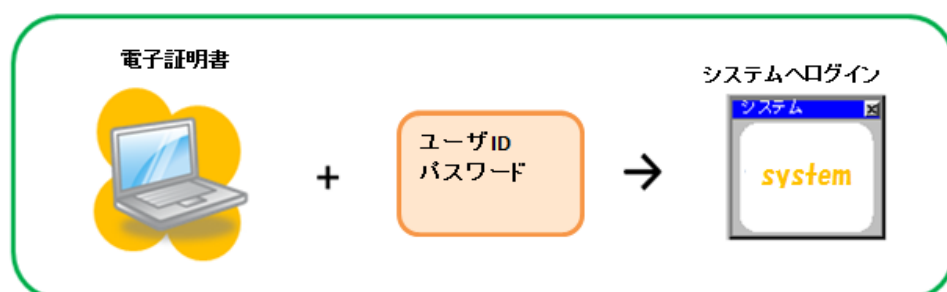 電子証明書
システムへログイン
システム
ユーザID
パスワード
+
→
system